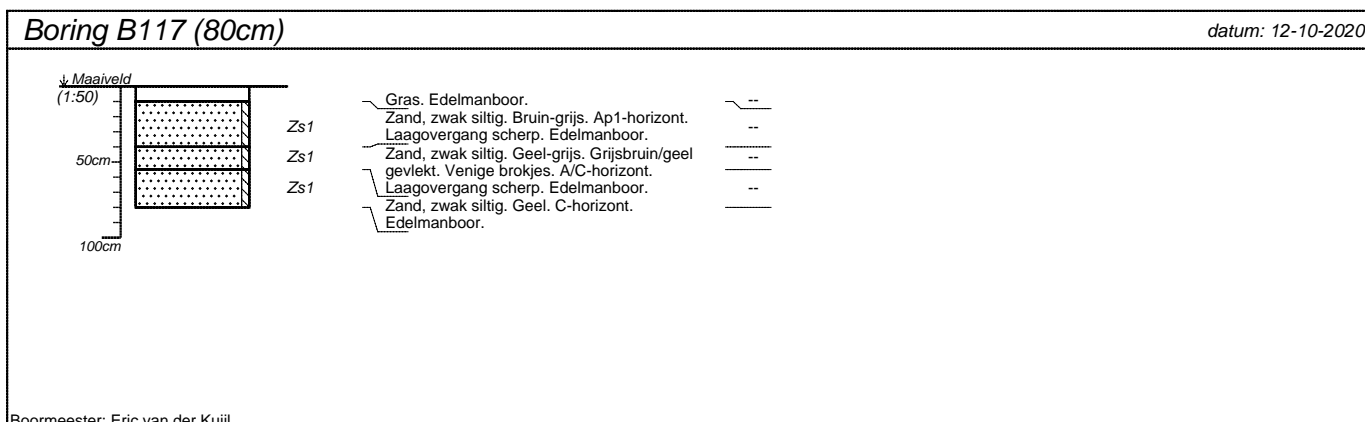 Boring B117 (80cm)
datum: 12-10-2020
Maaiveld
(1:50)
50cm
100cm
Zs1
Zs1
Zs1
Gras. Edelmanboor.
Zand, zwak siltig. Bruin-grijs. Ap1-horizont.
Laagovergang scherp. Edelmanboor.
Zand, zwak siltig. Geel-grijs. Grijsbruin/geel
gevlekt. Venige brokjes. A/C-horizont.
Laagovergang scherp. Edelmanboor.
Zand, zwak siltig. Geel. C-horizont.
Edelmanboor.
--
--
--
--
Boormeester: Eric van der Kuijl